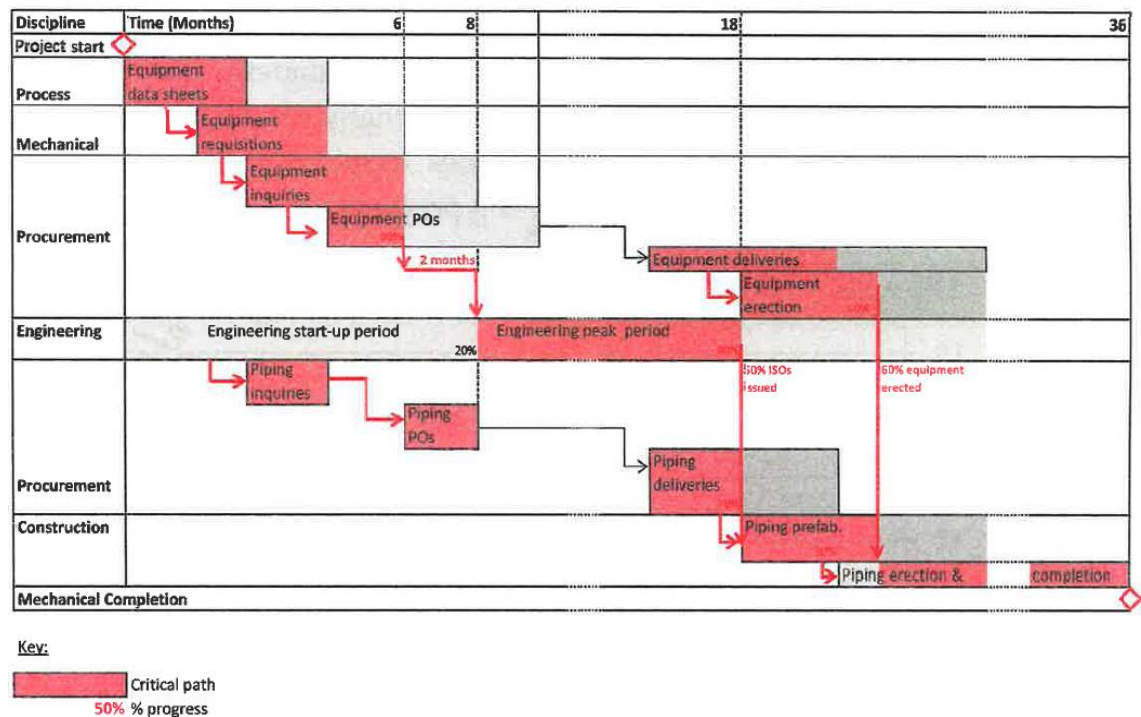 Discipline Time (Months) 6 8 18 36
Project start
Equipment
data sheets
Process
Equipment
requisitions
Mechanical
Equipment
inquiries
Equipment POs
Procurement
2 months
Equipment deliveries
Equipment
erection
Engineering Engineering start-up period Engineering peak period
20%
50% ISOs
issued
60% equipment
erected
Piping
inquiries
Piping
POs
Piping
deliveries
Procurement
Construction Piping prefab.
Piping erection & completion
Mechanical Completion
Key:
Critical path
50% % progress